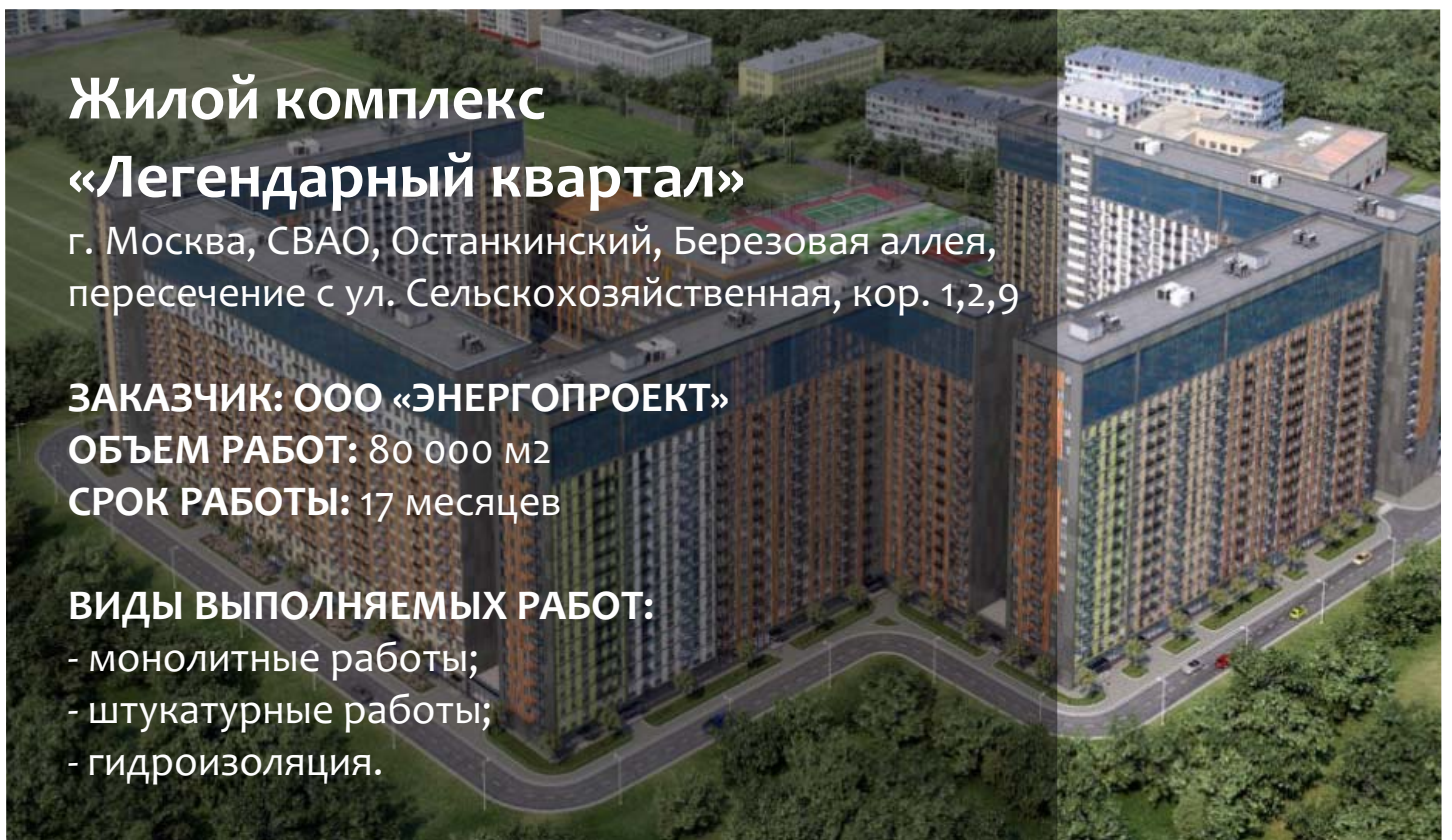 Жилой комплекс
«Легендарный квартал»
г. Москва, СВАО, Останкинский, Березовая аллея,
пересечение с ул. Сельскохозяйственная, кор. 1,2,9
ЗАКАЗЧИК: ООО «ЭНЕРГОПРОЕКТ»
ОБЪЕМ РАБОТ: 80 000 м2
СРОК РАБОТЫ: 17 месяцев
ВИДЫ ВЫПОЛНЯЕМЫХ РАБОТ:
- монолитные работы;
- штукатурные работы;
- гидроизоляция.